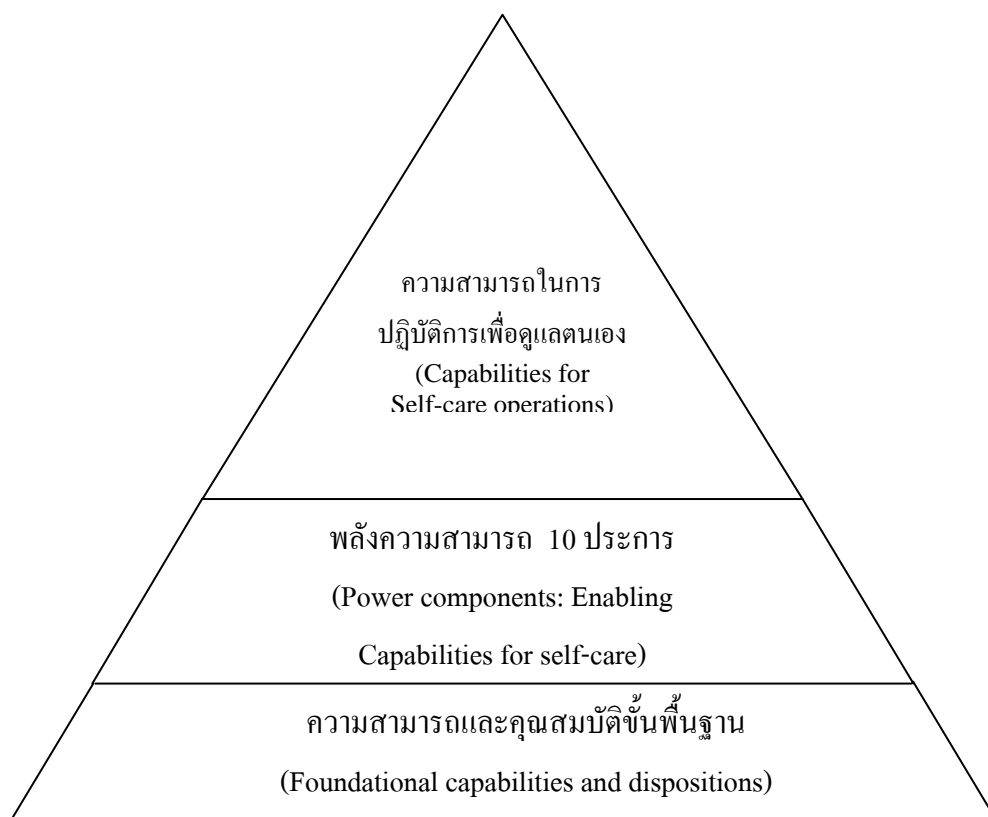 ความสามารถในการ
ปฏิบัติการเพื่อดูแลตนเอง
(Capabilities for
Self-care operations)
พลังความสามารถ 10 ประการ
(Power components: Enabling
Capabilities for self-care)
ความสามารถและคุณสมบัติขั้นพื้นฐาน
(Foundational capabilities and dispositions)